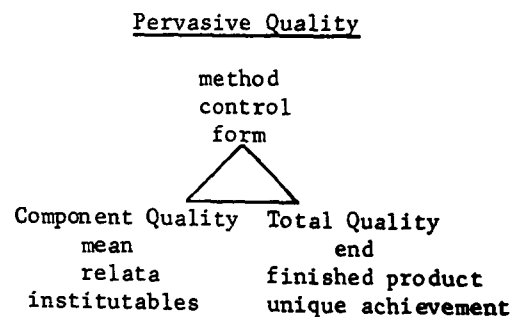 Pervasive Quality
method
control
form
Component Quality Total Quality
mean end
relata finished product
institutables unique achievement